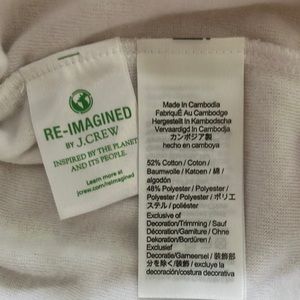 RE-IMAGINED
BY J.CREW
INSPIRED BY THE PLANET
AND ITS PEOPLE.
Learn more at
jcrew.com/reimagined
Made In Cambodia
FabriquÉ Au Cambodge
Hergestellt In Kambodscha
Vervaardigd In Cambodja
カンボジア製
hecho en camboya
52% Cotton / Coton /
Baumwolle / Katoen / 綿 /
algodón
48% Polyester / Polyester /
Polyester / Polyester / ポリエ
ステル / poliéster
Exclusive of
Decoration/Trimming / Sauf
Décoration/Garniture / Ohne
Dekoration/Bordüren /
Exclusief
Decoratie/Garneersel / 装飾部
分を除く/装飾 / excluye la
decoración/costura decorativa